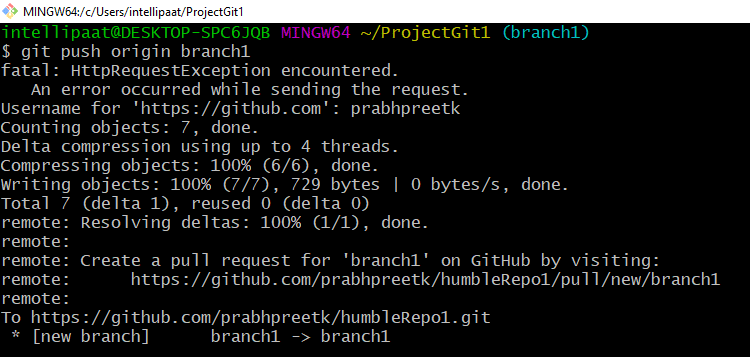 MINGW64:/c/Users/intellipaat/ProjectGit1
intellipaat@DESKTOP-SPC6JQB MINGW64 ~/ProjectGit1 (branch1)
$ git push origin branch1
fatal: HttpRequestException encountered.
   An error occurred while sending the request.
Username for 'https://github.com': prabhpreetk
Counting objects: 7, done.
Delta compression using up to 4 threads.
Compressing objects: 100% (6/6), done.
Writing objects: 100% (7/7), 729 bytes | 0 bytes/s, done.
Total 7 (delta 1), reused 0 (delta 0)
remote: Resolving deltas: 100% (1/1), done.
remote:
remote: Create a pull request for 'branch1' on GitHub by visiting:
remote:      https://github.com/prabhpreetk/humbleRepo1/pull/new/branch1
remote:
To https://github.com/prabhpreetk/humbleRepo1.git
 * [new branch]      branch1 -> branch1